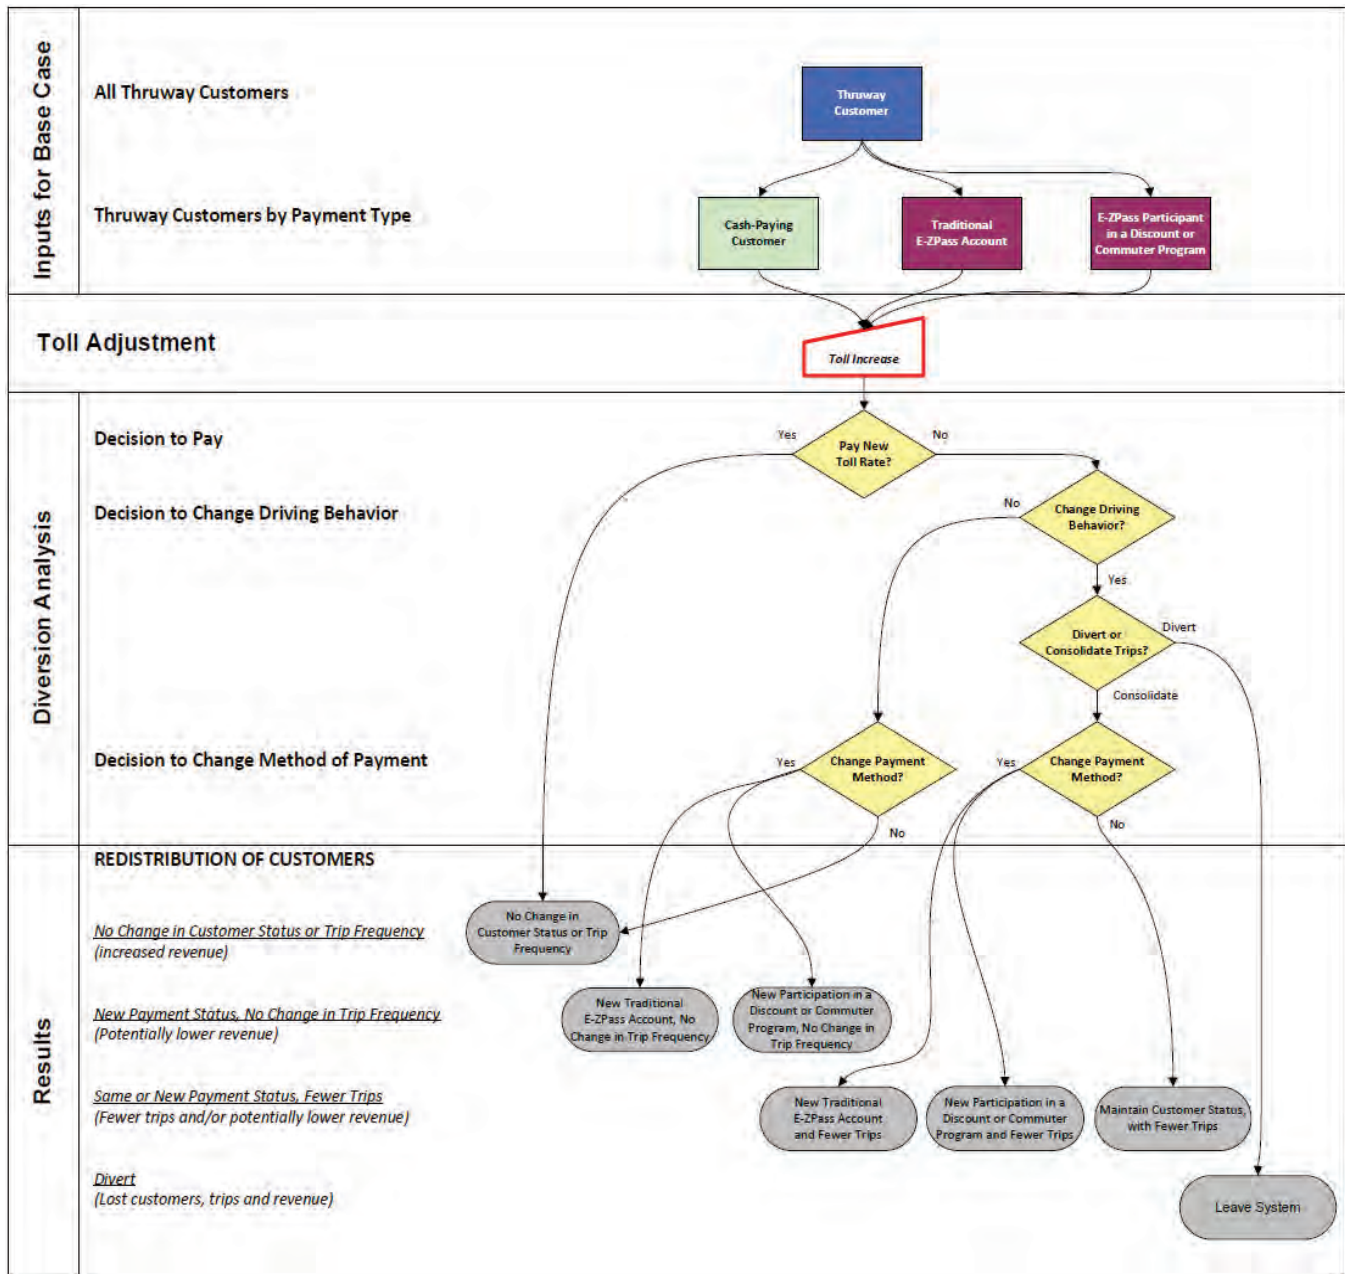 Inputs for Base Case
All Thruway Customers
Thruway
Customer
Thruway Customers by Payment Type
Cash-Paying
Customer
Traditional
E-ZPass Account
E-ZPass Participant
in a Discount or
Commuter Program
Toll Adjustment
Toll Increase
Diversion Analysis
Decision to Pay
Yes
Pay New
Toll Rate?
No
Decision to Change Driving Behavior
No
Change Driving
Behavior?
Yes
Divert or
Consolidate Trips?
Divert
Consolidate
Decision to Change Method of Payment
Yes
Change Payment
Method?
No
Yes
Change Payment
Method?
No
Results
REDISTRIBUTION OF CUSTOMERS
No Change in Customer Status or Trip Frequency
(increased revenue)
No Change in
Customer Status or Trip
Frequency
New Payment Status, No Change in Trip Frequency
(Potentially lower revenue)
New Traditional
E-ZPass Account, No
Change in Trip Frequency
New Participation in a
Discount or Commuter
Program, No Change in
Trip Frequency
Same or New Payment Status, Fewer Trips
(Fewer trips and/or potentially lower revenue)
New Traditional
E-ZPass Account
and Fewer Trips
New Participation in a
Discount or Commuter
Program and Fewer Trips
Maintain Customer Status,
with Fewer Trips
Divert
(Lost customers, trips and revenue)
Leave System